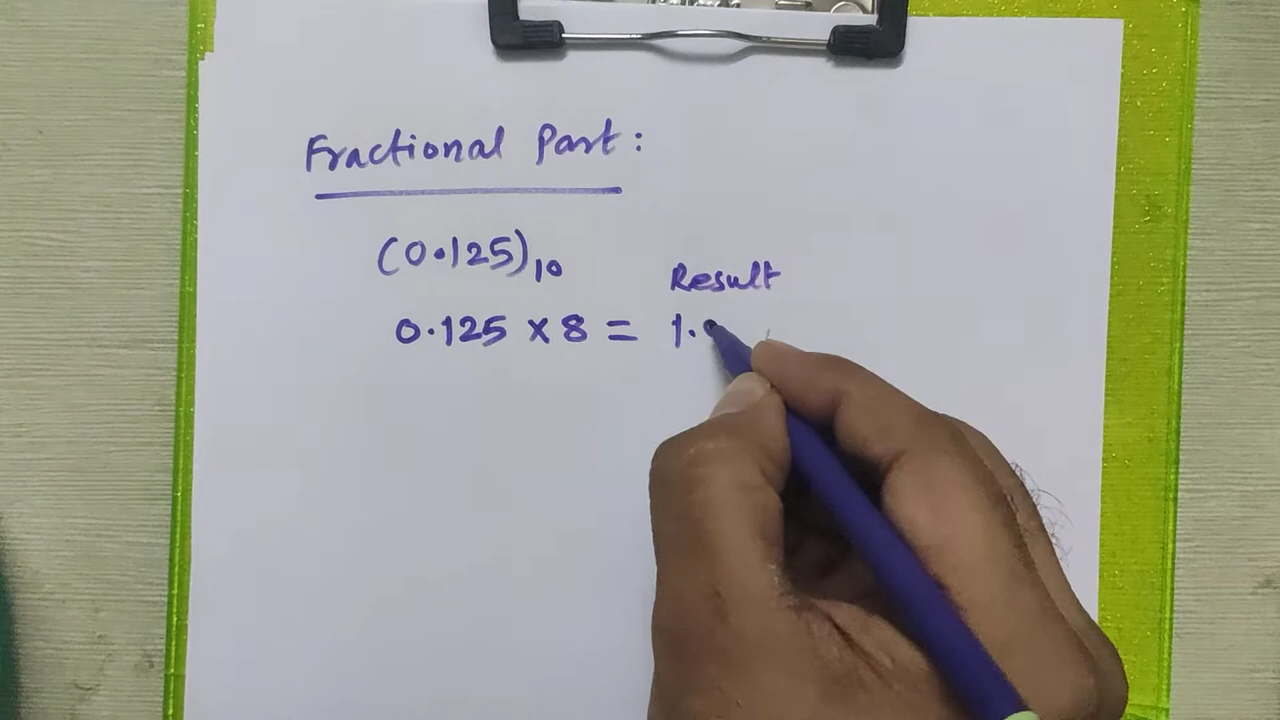 Fractional Part:
(0.125)₁₀
Result
0.125 × 8 = 1.